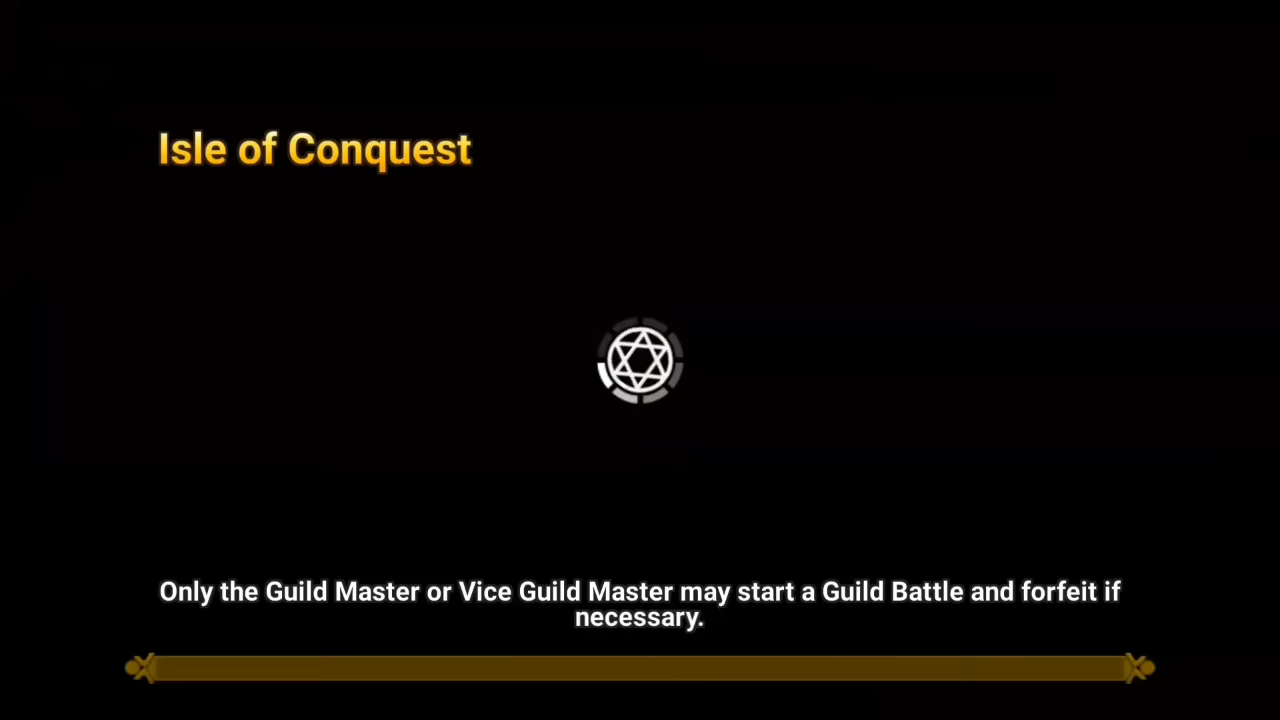 Isle of Conquest
Only the Guild Master or Vice Guild Master may start a Guild Battle and forfeit if
necessary.